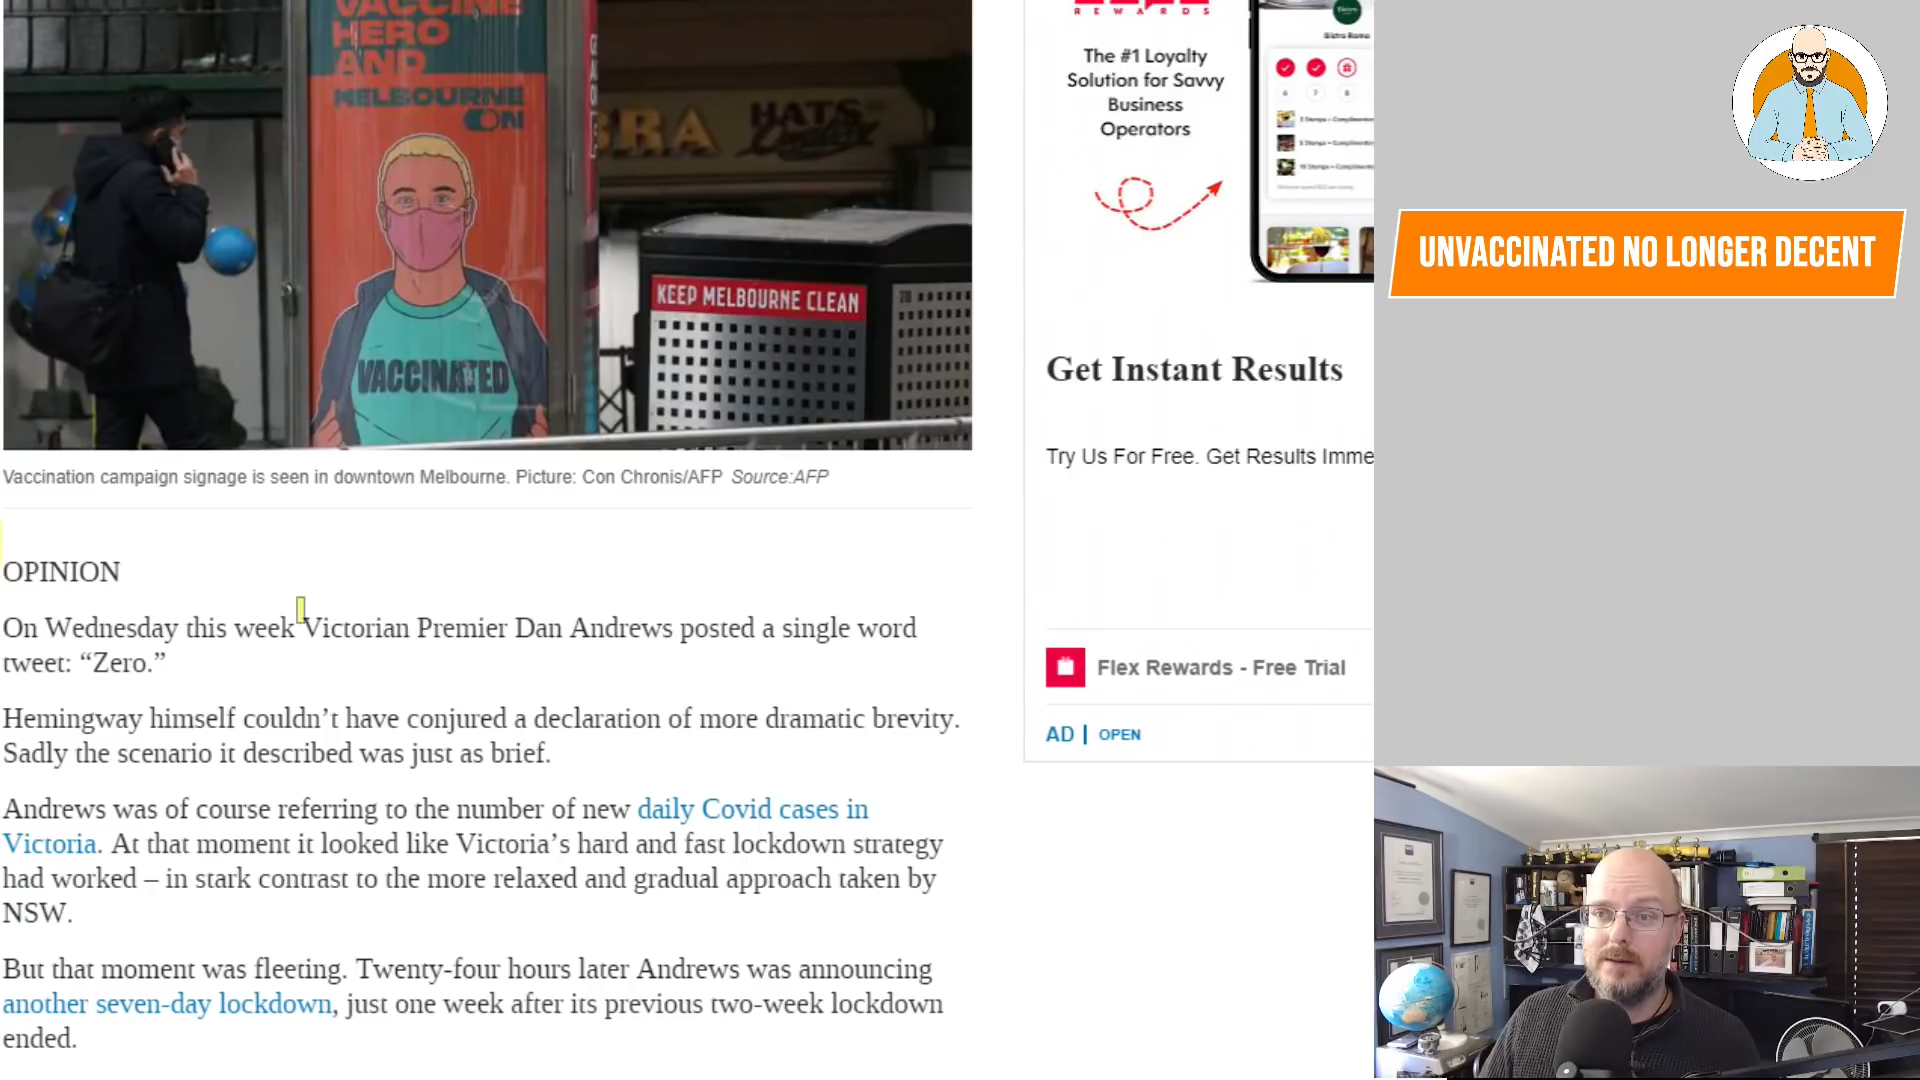 VACCINE
HERO
AND
MELBOURNE
ON
HATS
VACCINATED
KEEP MELBOURNE CLEAN
Vaccination campaign signage is seen in downtown Melbourne. Picture: Con Chronis/AFP Source:AFP
OPINION
On Wednesday this week Victorian Premier Dan Andrews posted a single word
tweet: “Zero.”
Hemingway himself couldn’t have conjured a declaration of more dramatic brevity.
Sadly the scenario it described was just as brief.
Andrews was of course referring to the number of new daily Covid cases in
Victoria. At that moment it looked like Victoria’s hard and fast lockdown strategy
had worked – in stark contrast to the more relaxed and gradual approach taken by
NSW.
But that moment was fleeting. Twenty-four hours later Andrews was announcing
another seven-day lockdown, just one week after its previous two-week lockdown
ended.
REWARDS
The #1 Loyalty
Solution for Savvy
Business
Operators
Bistro Roma
6 7 8
Get Instant Results
Try Us For Free. Get Results Imme
Flex Rewards - Free Trial
AD | OPEN
UNVACCINATED NO LONGER DECENT